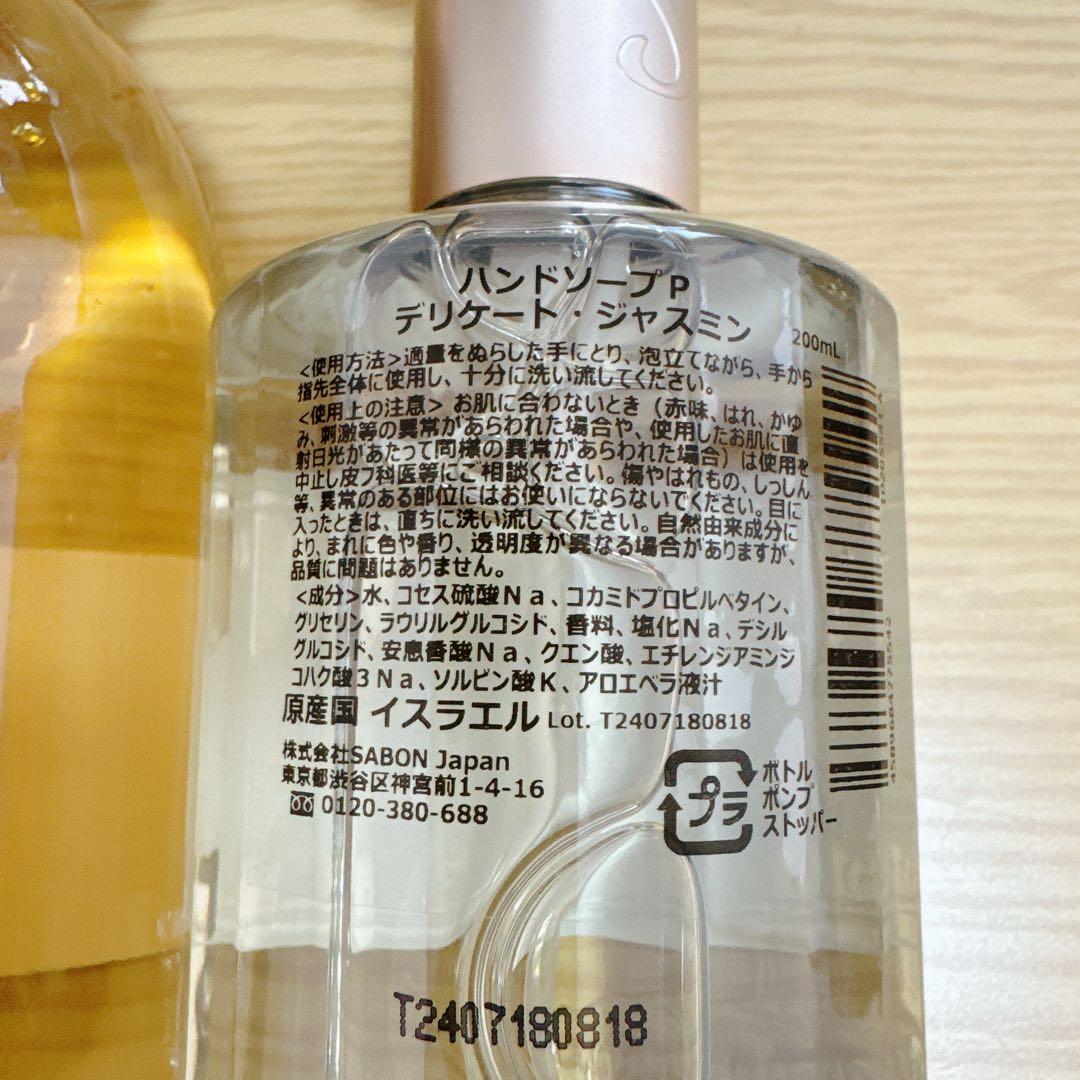 ハンドソープP
デリケート・ジャスミン
200mL
<使用方法>適量をぬらした手にとり、泡立てながら、手から
指先全体に使用し、十分に洗い流してください。
<使用上の注意> お肌に合わないとき（赤味、はれ、かゆ
み、刺激等の異常があらわれた場合や、使用したお肌に直
射日光があたって同様の異常があらわれた場合）は使用を
中止し皮フ科医等にご相談ください。傷やはれもの、しっしん
等、異常のある部位にはお使いにならないでください。目に
入ったときは、直ちに洗い流してください。自然由来成分に
より、まれに色や香り、透明度が異なる場合がありますが、
品質に問題はありません。
<成分>水、コセス硫酸Na、コカミドプロピルベタイン、
グリセリン、ラウリルグルコシド、香料、塩化Na、デシル
グルコシド、安息香酸Na、クエン酸、エチレンジアミンジ
コハク酸3Na、ソルビン酸K、アロエベラ液汁
原産国 イスラエル Lot. T2407180818
株式会社SABON Japan
東京都渋谷区神宮前1-4-16
0120-380-688
プラ
ボトル
ポンプ
ストッパー
T2407180818